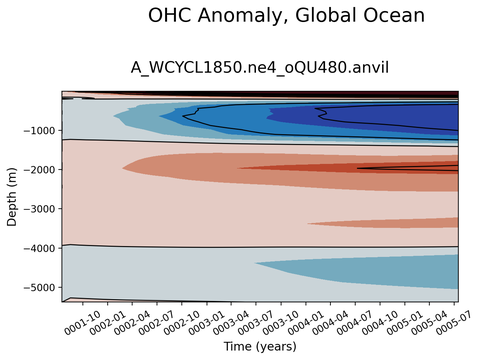 OHC Anomaly, Global Ocean
A_WCYCL1850.ne4_oQU480.anvil
−1000
−2000
−3000
−4000
−5000
Depth (m)
0001-10 0002-01 0002-04 0002-07 0002-10 0003-01 0003-04 0003-07 0003-10 0004-01 0004-04 0004-07 0004-10 0005-01 0005-04 0005-07
Time (years)